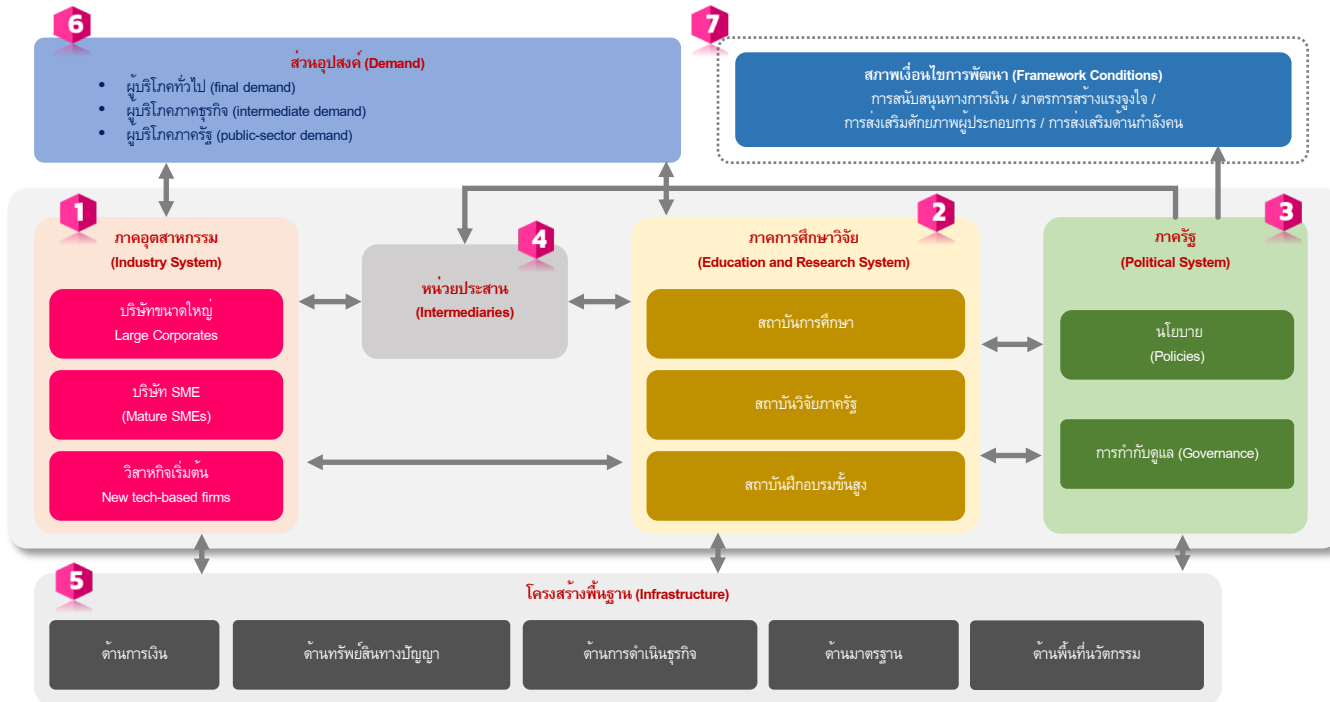 6
ส่วนอุปสงค์ (Demand)
• ผู้บริโภคทั่วไป (final demand)
• ผู้บริโภคภาคธุรกิจ (intermediate demand)
• ผู้บริโภคภาครัฐ (public-sector demand)
7
สภาพเงื่อนไขการพัฒนา (Framework Conditions)
การสนับสนุนทางการเงิน / มาตรการสร้างแรงจูงใจ /
การส่งเสริมศักยภาพผู้ประกอบการ / การส่งเสริมด้านกำลังคน
1
ภาคอุตสาหกรรม
(Industry System)
บริษัทขนาดใหญ่
Large Corporates
บริษัท SME
(Mature SMEs)
วิสาหกิจเริ่มต้น
New tech-based firms
4
หน่วยประสาน
(Intermediaries)
2
ภาคการศึกษาวิจัย
(Education and Research System)
สถาบันการศึกษา
สถาบันวิจัยภาครัฐ
สถาบันฝึกอบรมขั้นสูง
3
ภาครัฐ
(Political System)
นโยบาย
(Policies)
การกำกับดูแล (Governance)
5
โครงสร้างพื้นฐาน (Infrastructure)
ด้านการเงิน
ด้านทรัพย์สินทางปัญญา
ด้านการดำเนินธุรกิจ
ด้านมาตรฐาน
ด้านพื้นที่นวัตกรรม